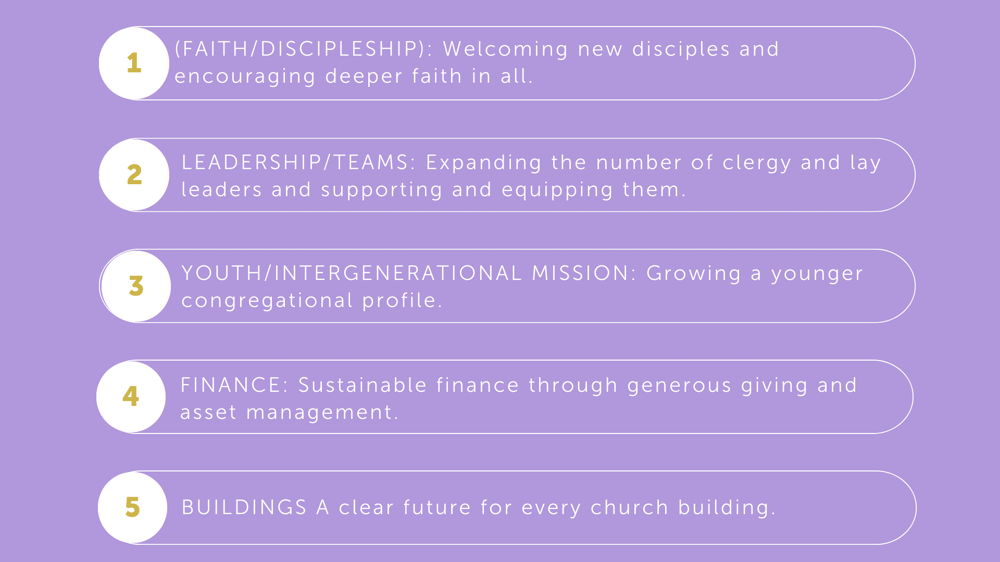 1
(FAITH/DISCIPLESHIP): Welcoming new disciples and
encouraging deeper faith in all.
2
LEADERSHIP/TEAMS: Expanding the number of clergy and lay
leaders and supporting and equipping them.
3
YOUTH/INTERGENERATIONAL MISSION: Growing a younger
congregational profile.
4
FINANCE: Sustainable finance through generous giving and
asset management.
5
BUILDINGS A clear future for every church building.